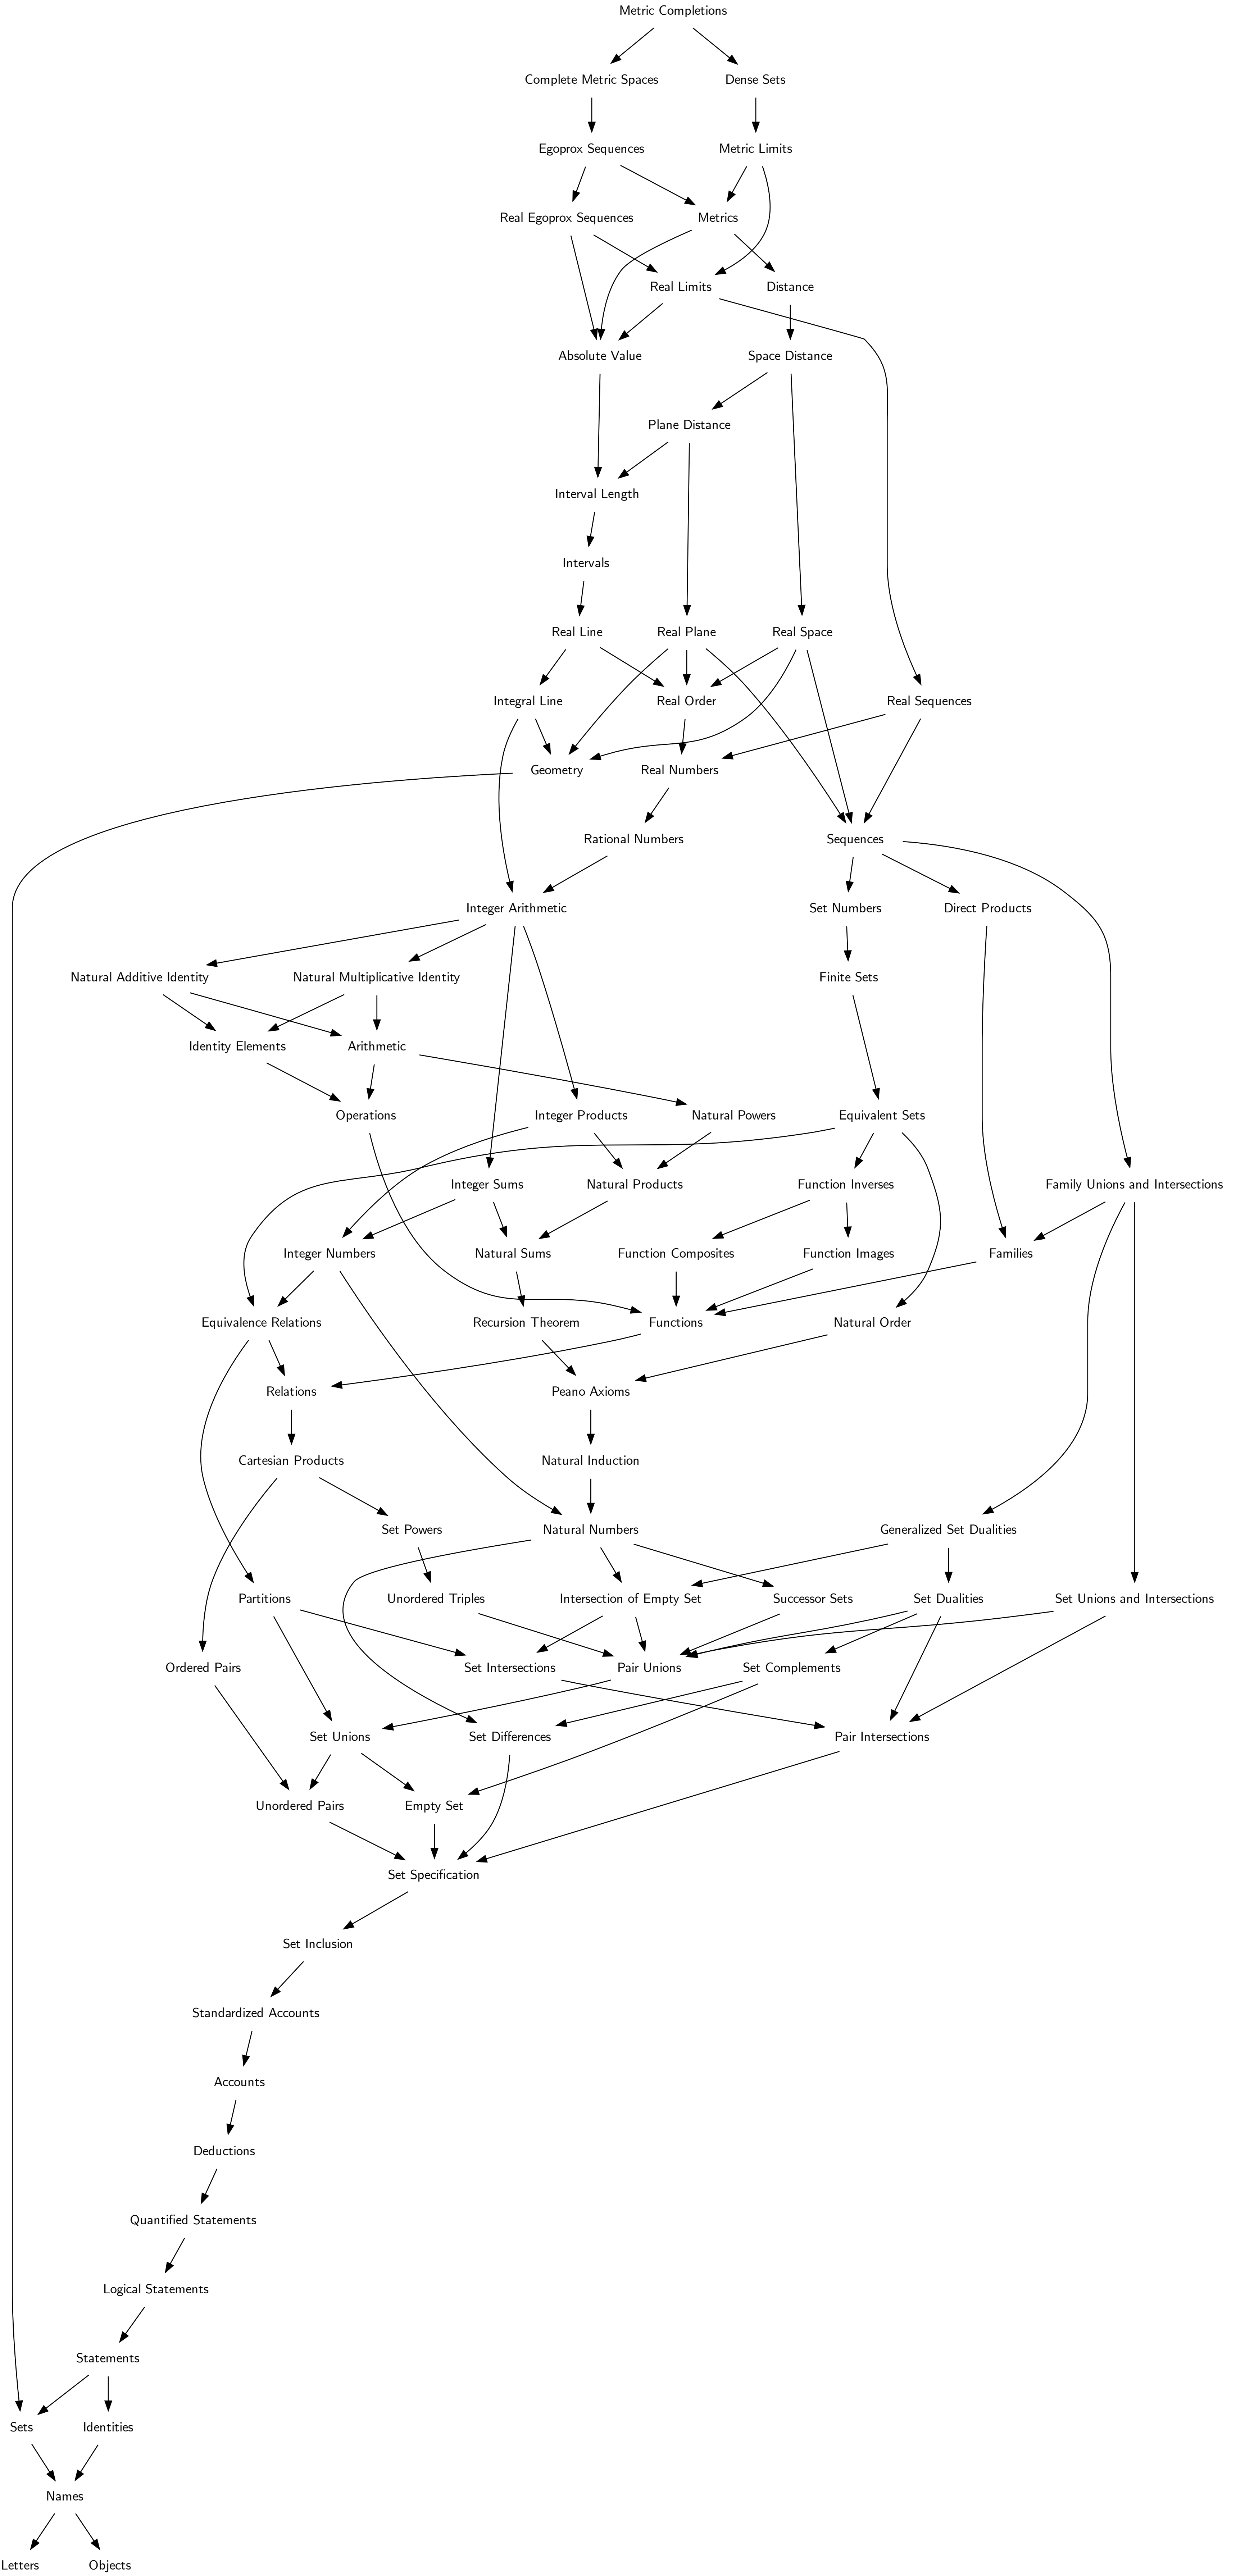 Metric Completions
Complete Metric Spaces
Dense Sets
Egoprox Sequences
Metric Limits
Real Egoprox Sequences
Metrics
Real Limits
Distance
Absolute Value
Space Distance
Plane Distance
Interval Length
Intervals
Real Line
Real Plane
Real Space
Integral Line
Real Order
Real Sequences
Geometry
Real Numbers
Rational Numbers
Sequences
Integer Arithmetic
Set Numbers
Direct Products
Natural Additive Identity
Natural Multiplicative Identity
Finite Sets
Identity Elements
Arithmetic
Operations
Integer Products
Natural Powers
Equivalent Sets
Integer Sums
Natural Products
Function Inverses
Family Unions and Intersections
Integer Numbers
Natural Sums
Function Composites
Function Images
Families
Equivalence Relations
Recursion Theorem
Functions
Natural Order
Relations
Peano Axioms
Cartesian Products
Natural Induction
Set Powers
Natural Numbers
Generalized Set Dualities
Partitions
Unordered Triples
Intersection of Empty Set
Successor Sets
Set Dualities
Set Unions and Intersections
Ordered Pairs
Set Intersections
Pair Unions
Set Complements
Set Unions
Set Differences
Pair Intersections
Unordered Pairs
Empty Set
Set Specification
Set Inclusion
Standardized Accounts
Accounts
Deductions
Quantified Statements
Logical Statements
Statements
Sets
Identities
Names
Letters
Objects